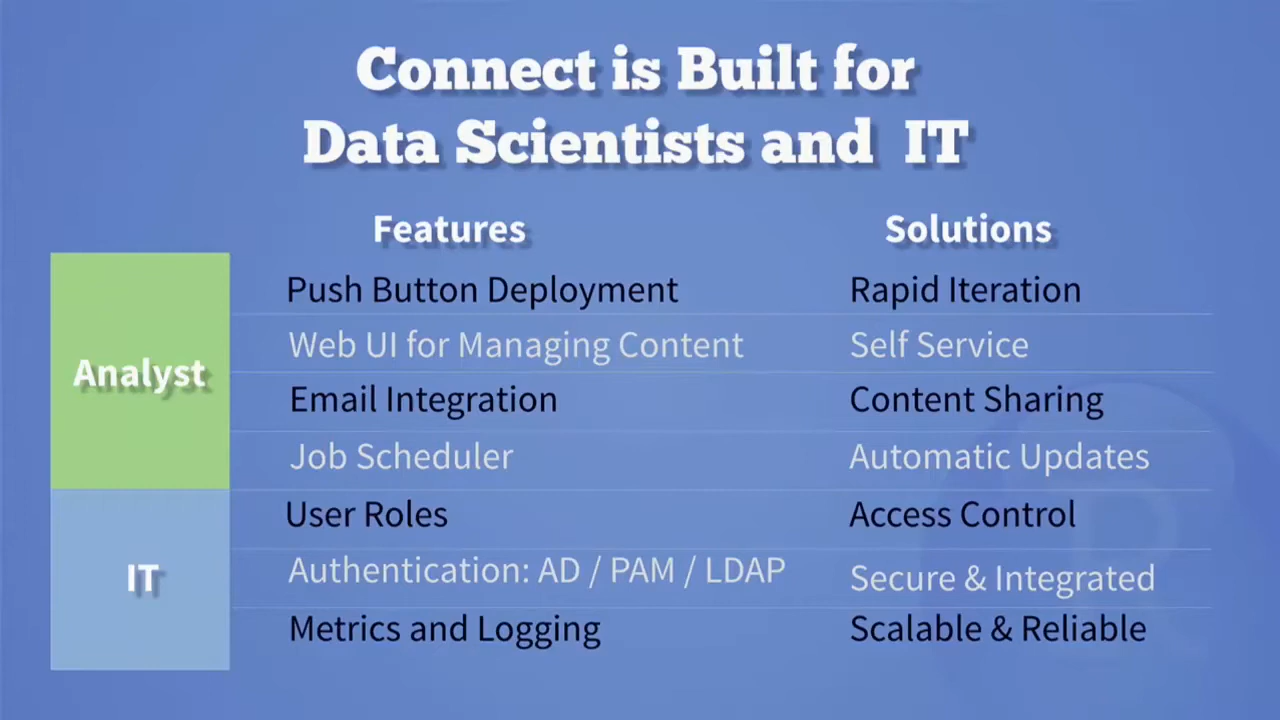 Connect is Built for
Data Scientists and IT
Features Solutions
Push Button Deployment Rapid Iteration
Web UI for Managing Content Self Service
Analyst
Email Integration Content Sharing
Job Scheduler Automatic Updates
User Roles Access Control
IT
Authentication: AD / PAM / LDAP Secure & Integrated
Metrics and Logging Scalable & Reliable